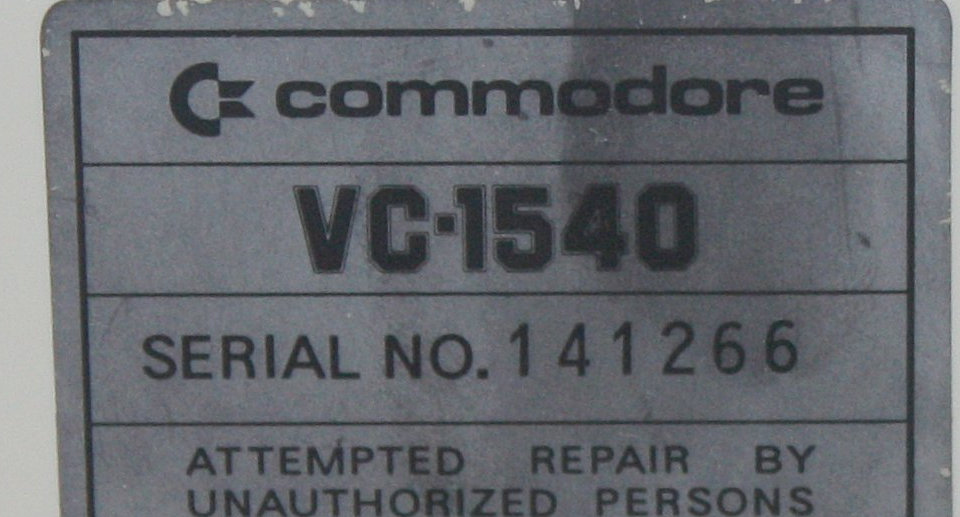 commodore
VC-1540
SERIAL NO. 141266
ATTEMPTED REPAIR BY
UNAUTHORIZED PERSONS